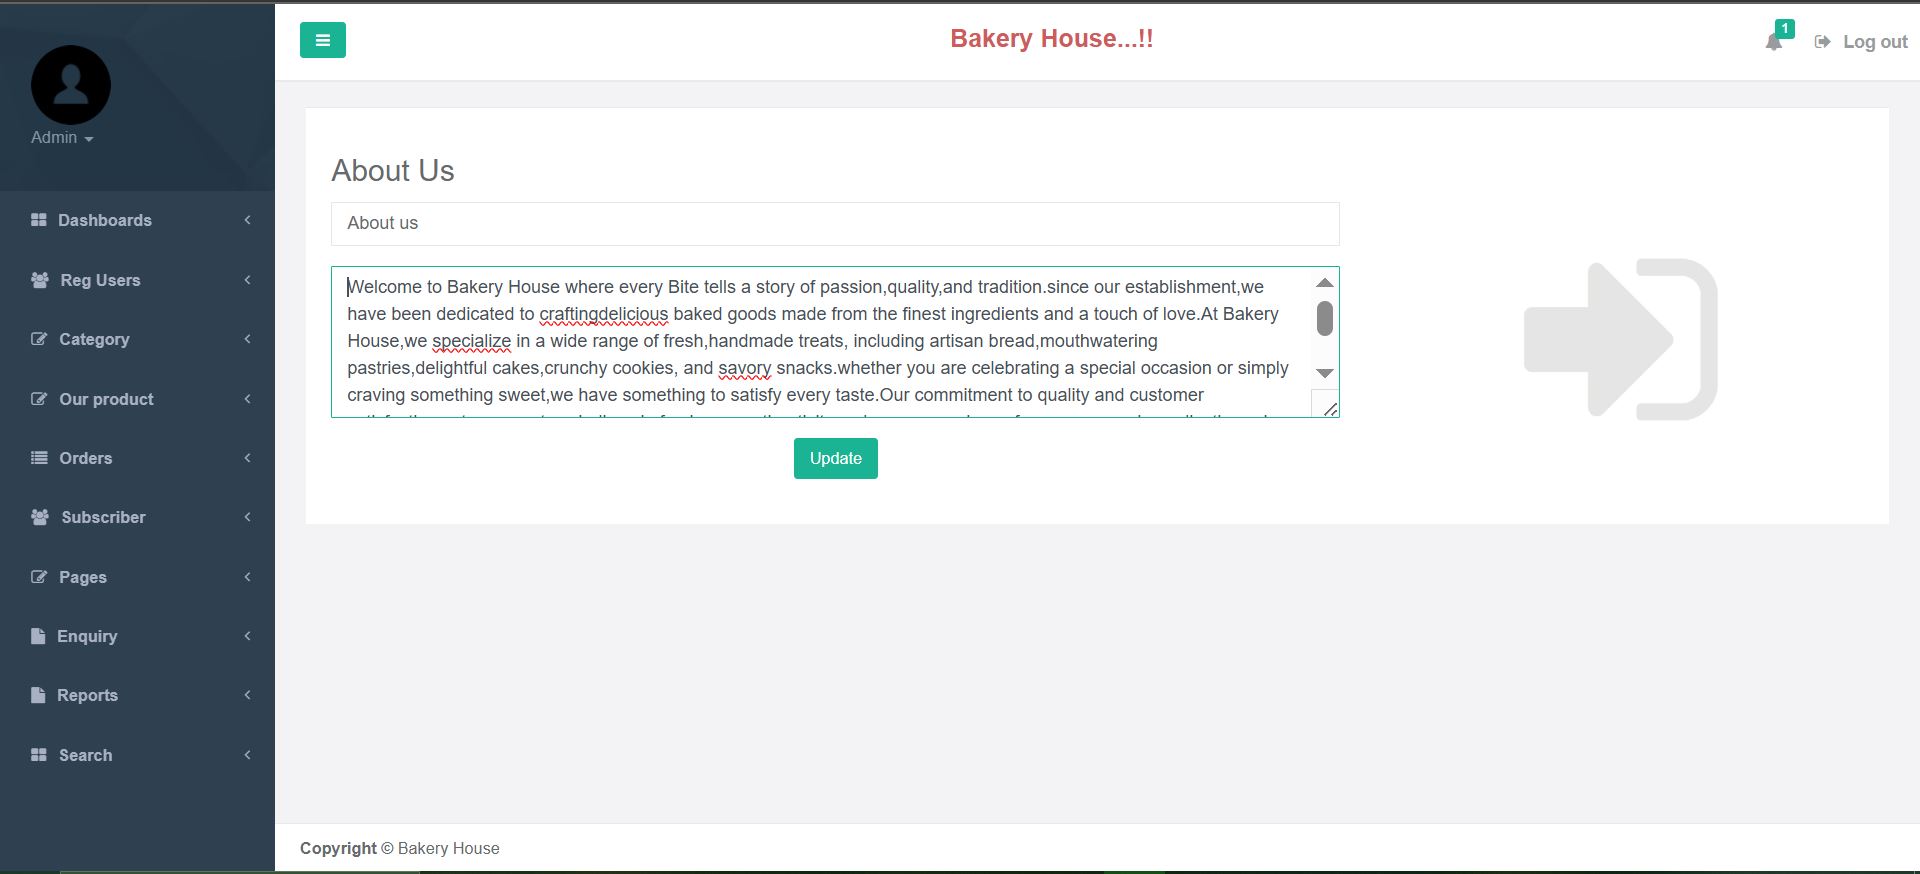 Bakery House...!!
1
Log out
Admin
Dashboards
Reg Users
Category
Our product
Orders
Subscriber
Pages
Enquiry
Reports
Search
About Us
About us
Welcome to Bakery House where every Bite tells a story of passion,quality,and tradition.since our establishment,we
have been dedicated to craftingdelicious baked goods made from the finest ingredients and a touch of love.At Bakery
House,we specialize in a wide range of fresh,handmade treats, including artisan bread,mouthwatering
pastries,delightful cakes,crunchy cookies, and savory snacks.whether you are celebrating a special occasion or simply
craving something sweet,we have something to satisfy every taste.Our commitment to quality and customer
Update
Copyright © Bakery House